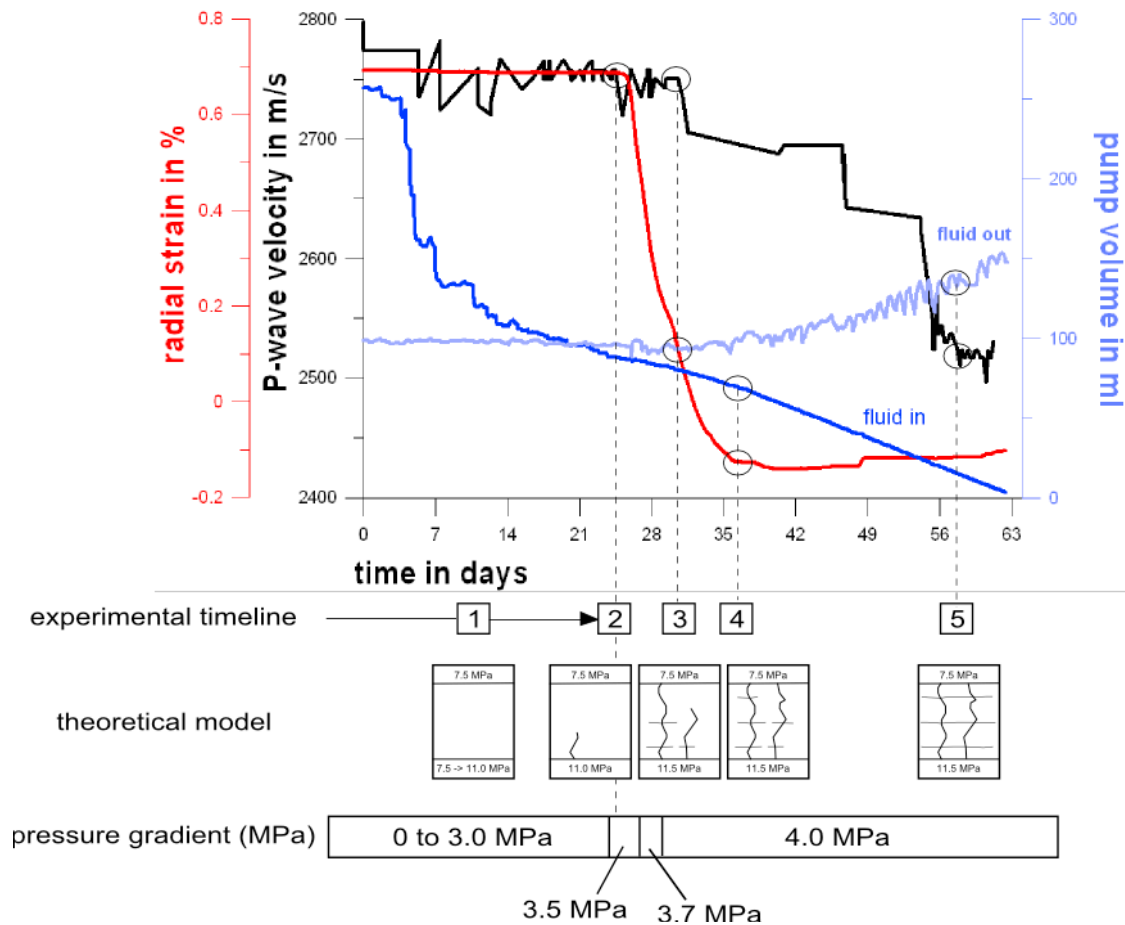 0.8
0.6
0.4
0.2
0
-0.2
radial strain in %
2800
2700
2600
2500
2400
P-wave velocity in m/s
300
200
100
0
pump volume in ml
fluid out
fluid in
0 7 14 21 28 35 42 49 56 63
time in days
experimental timeline 1 2 3 4 5
7.5 MPa 7.5 MPa 7.5 MPa 7.5 MPa 7.5 MPa
theoretical model
7.5 -> 11.0 MPa 11.0 MPa 11.5 MPa 11.5 MPa 11.5 MPa
pressure gradient (MPa) 0 to 3.0 MPa 4.0 MPa
3.5 MPa 3.7 MPa